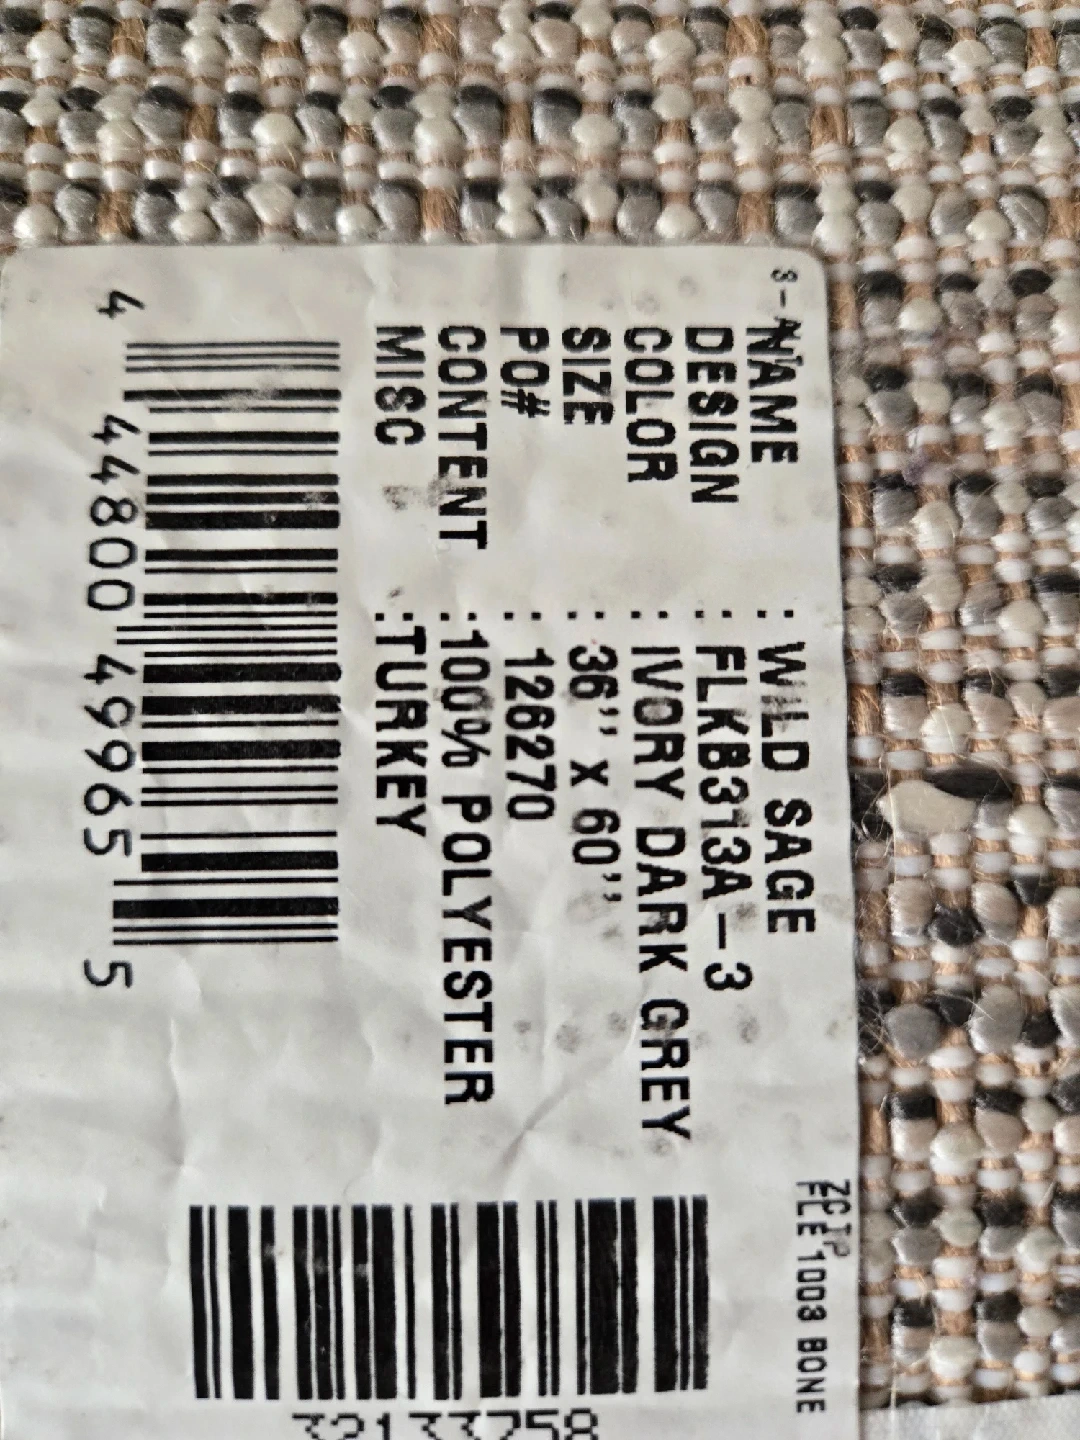 NAME : WILD SAGE
DESIGN : FLKB313A-3
COLOR : IVORY DARK GREY
SIZE : 36'' x 60''
PO# : 126270
CONTENT : 100% POLYESTER
MISC : TURKEY
4 44800 49965 5
ZCIP
FLE 1003 BONE
32133758